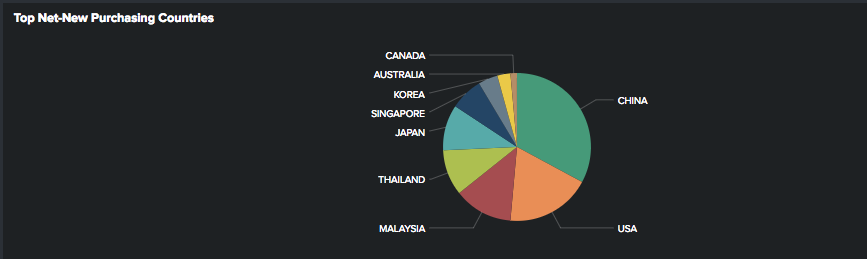 Top Net-New Purchasing Countries
CANADA
AUSTRALIA
KOREA
SINGAPORE
JAPAN
THAILAND
MALAYSIA
CHINA
USA